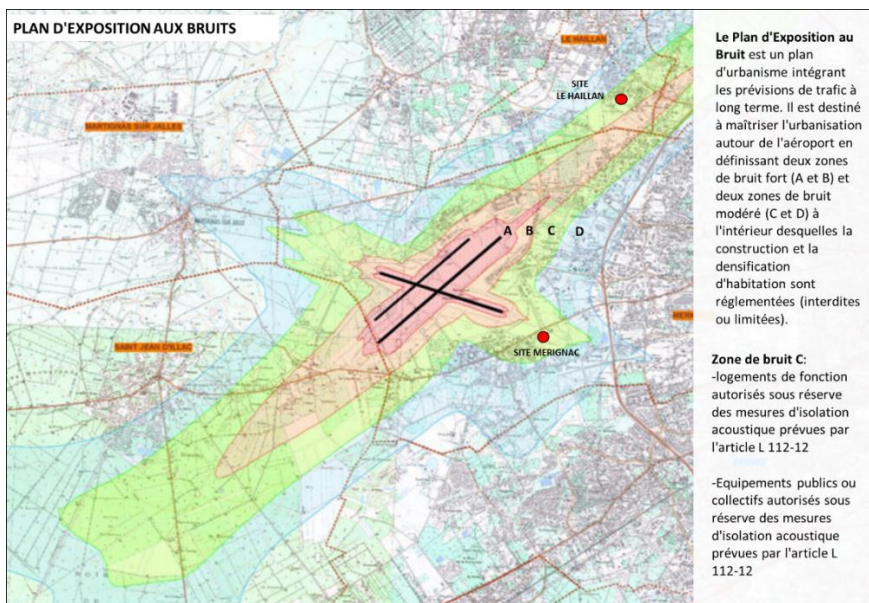 PLAN D'EXPOSITION AUX BRUITS
LE HAILLAN
SITE
LE HAILLAN
MARTIGNAS SUR JALLES
A B C D
SAINT JEAN D'ILLAC
SITE MERIGNAC
Le Plan d'Exposition au
Bruit est un plan
d'urbanisme intégrant
les prévisions de trafic à
long terme. Il est destiné
à maîtriser l'urbanisation
autour de l'aéroport en
définissant deux zones
de bruit fort (A et B) et
deux zones de bruit
modéré (C et D) à
l'intérieur desquelles la
construction et la
densification
d'habitation sont
réglementées (interdites
ou limitées).
Zone de bruit C:
-logements de fonction
autorisés sous réserve
des mesures d'isolation
acoustique prévues par
l'article L 112-12
-Equipements publics ou
collectifs autorisés sous
réserve des mesures
d'isolation acoustique
prévues par l'article L
112-12